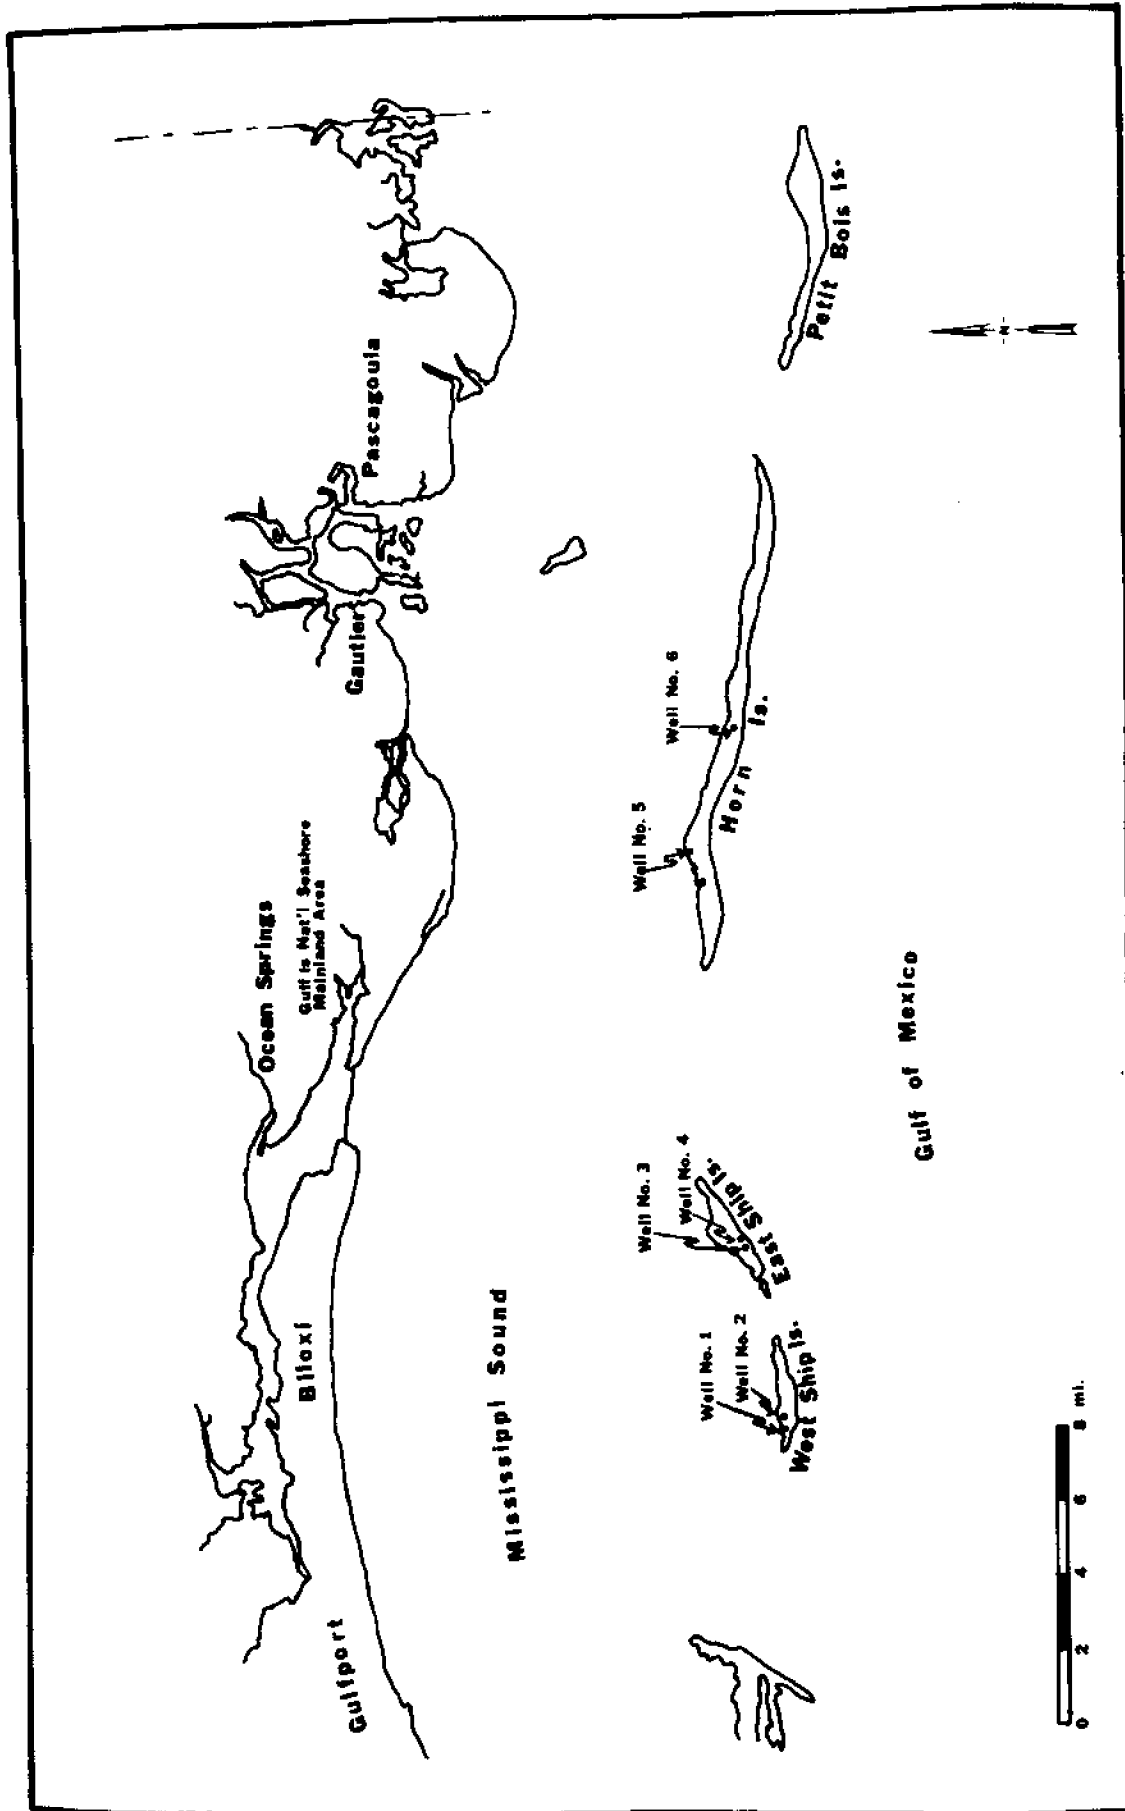 Ocean Springs
Gulf Is Nat'l Seashore
Mainland Area
Biloxi
Gulfport
Gautier
Pascagoula
Mississippi Sound
Well No. 1
Well No. 2
West Ship Is.
Well No. 3
Well No. 4
East Ship Is.
Well No. 5
Well No. 6
Horn Is.
Petit Bois Is.
Gulf of Mexico
N
0 2 4 6 8 mi.